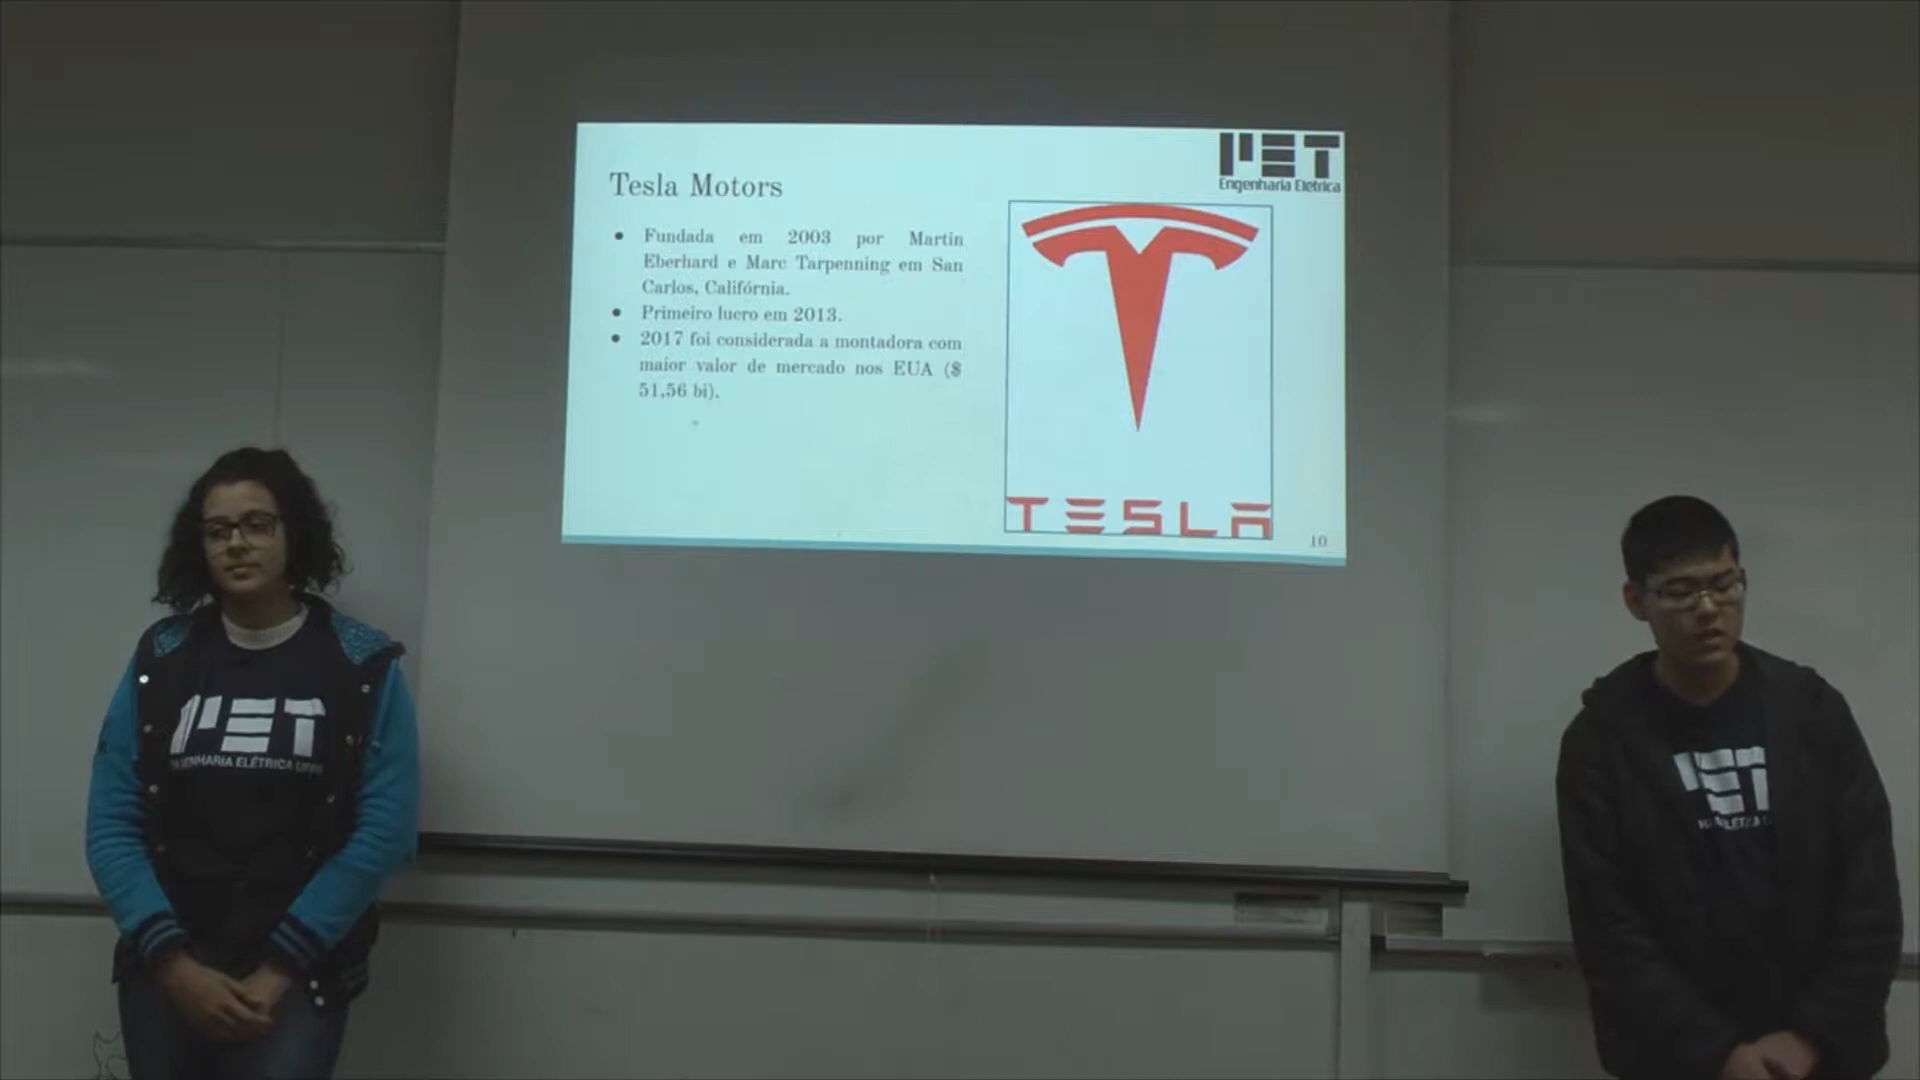 PET
Engenharia Elétrica
Tesla Motors
● Fundada em 2003 por Martin
Eberhard e Marc Tarpenning em San
Carlos, Califórnia.
● Primeiro lucro em 2013.
● 2017 foi considerada a montadora com
maior valor de mercado nos EUA ($
51,56 bi).
TESLA
10
PET
ENGENHARIA ELÉTRICA
PET